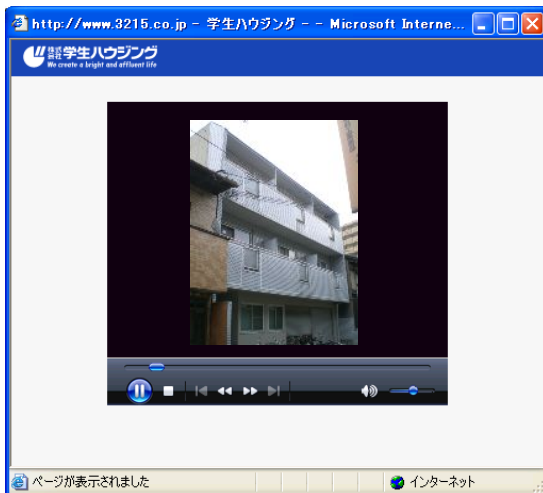 http://www.3215.co.jp - 学生ハウジング - - Microsoft Interne...
株式会社学生ハウジング
We create a bright and affluent life
ページが表示されました
インターネット